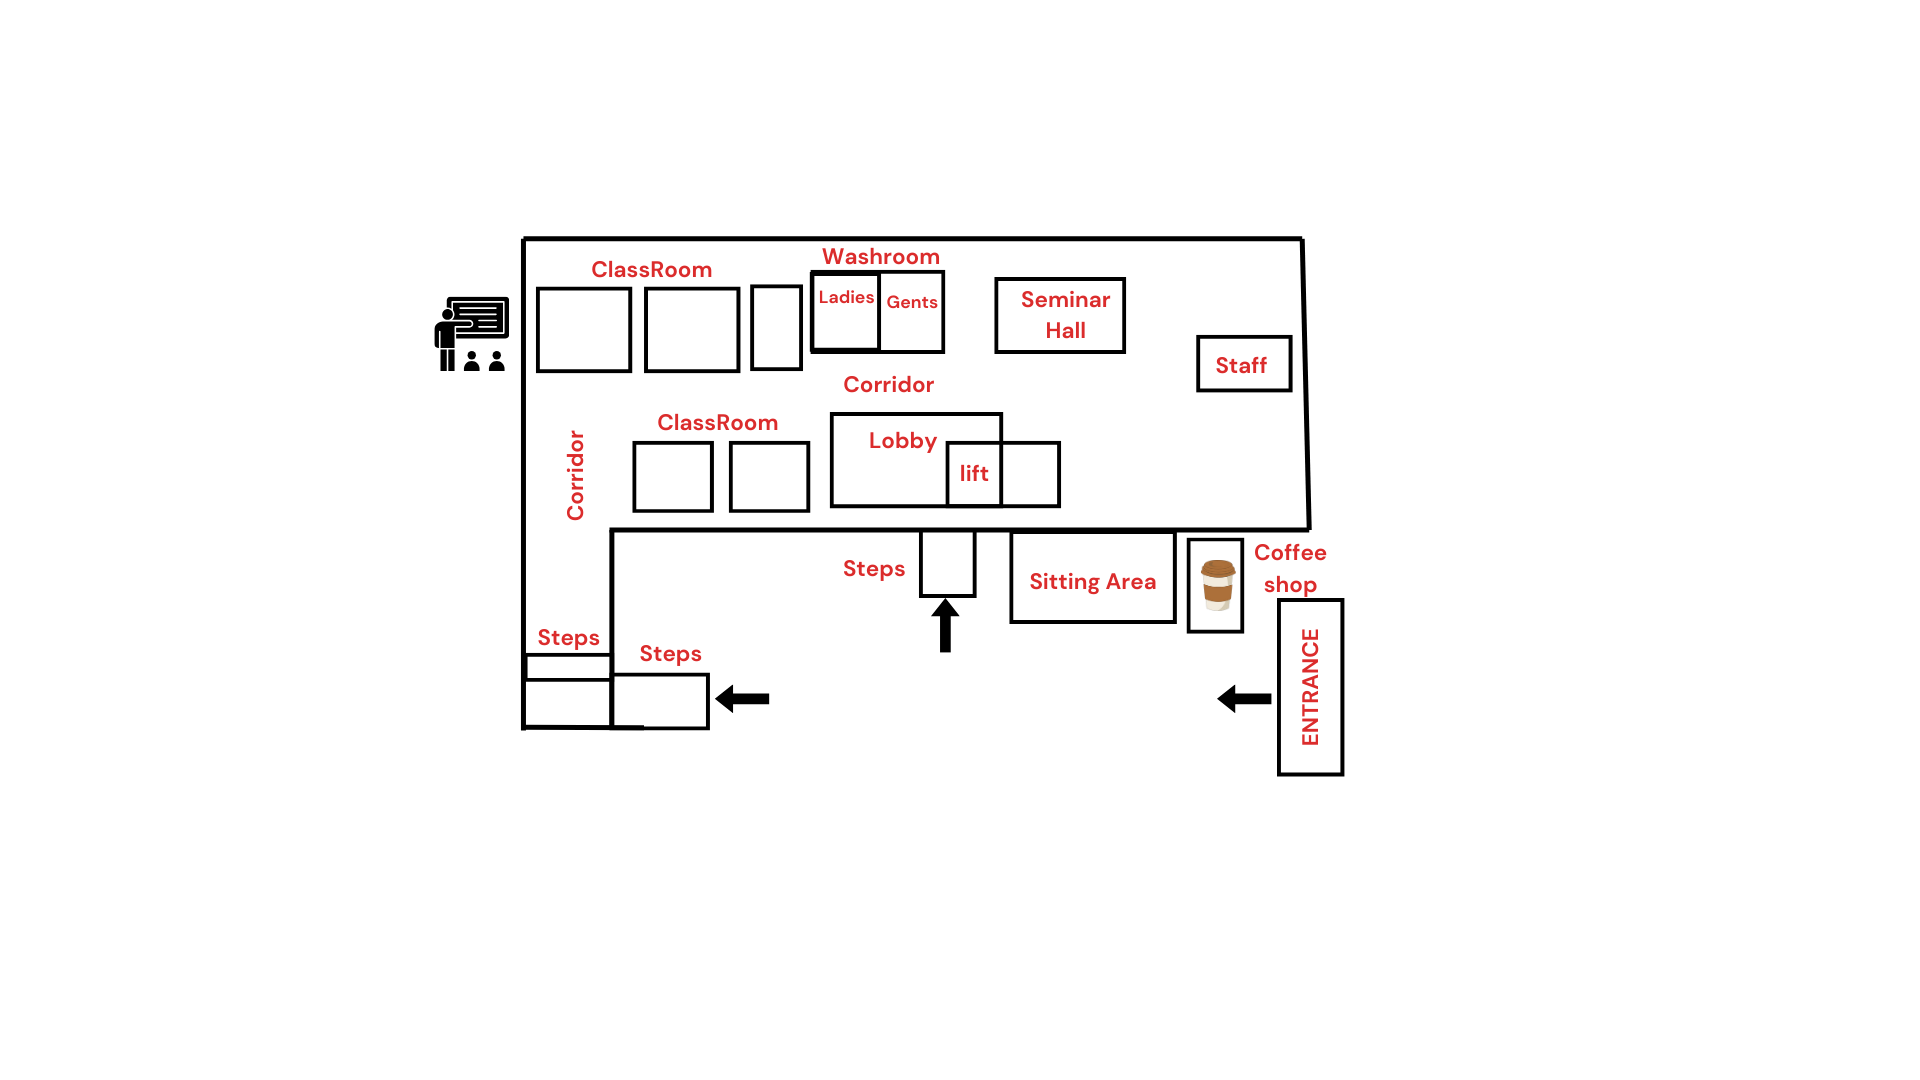 Washroom
ClassRoom
Ladies
Gents
Seminar
Hall
Staff
Corridor
ClassRoom
Lobby
lift
Corridor
Steps
Sitting Area
Coffee
shop
Steps
Steps
ENTRANCE